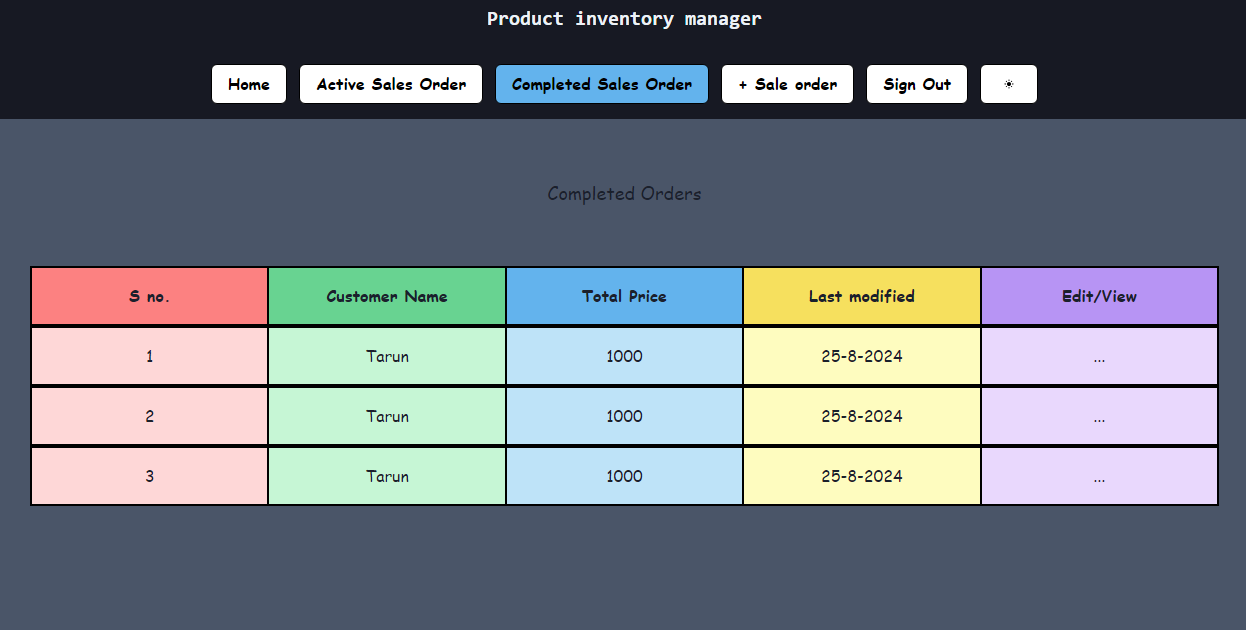 Product inventory manager
Home Active Sales Order Completed Sales Order + Sale order Sign Out
Completed Orders
S no. Customer Name Total Price Last modified Edit/View
1 Tarun 1000 25-8-2024 ...
2 Tarun 1000 25-8-2024 ...
3 Tarun 1000 25-8-2024 ...